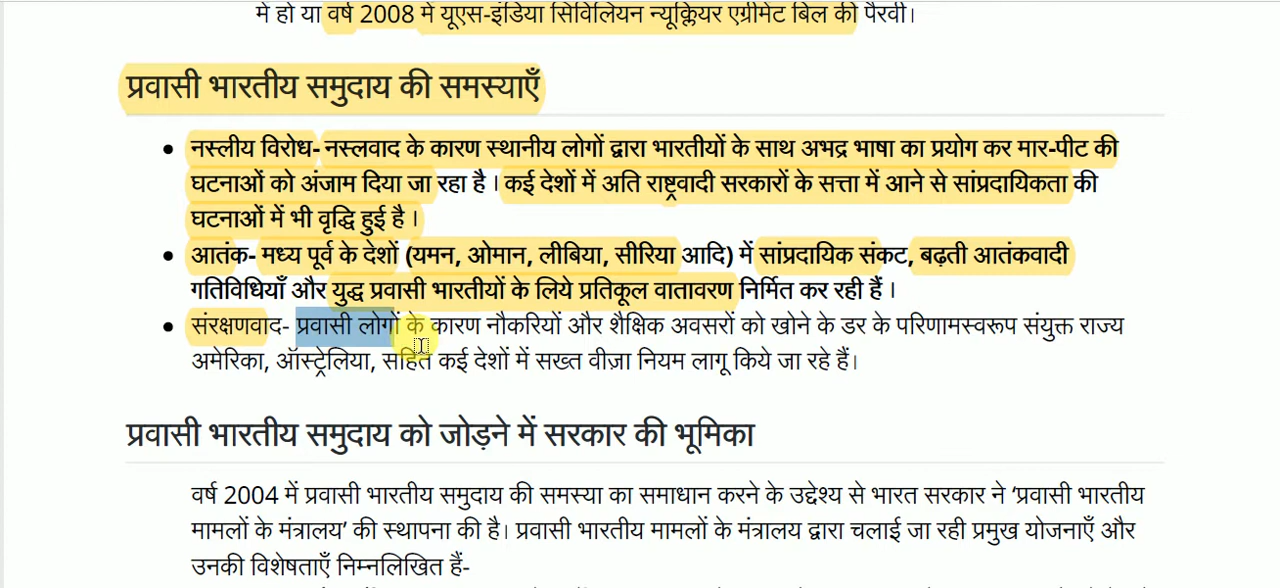 में हो या वर्ष 2008 में यूएस-इंडिया सिविलियन न्यूक्लियर एग्रीमेंट बिल की पैरवी।
प्रवासी भारतीय समुदाय की समस्याएँ
नस्लीय विरोध- नस्लवाद के कारण स्थानीय लोगों द्वारा भारतीयों के साथ अभद्र भाषा का प्रयोग कर मार-पीट की
घटनाओं को अंजाम दिया जा रहा है । कई देशों में अति राष्ट्रवादी सरकारों के सत्ता में आने से सांप्रदायिकता की
घटनाओं में भी वृद्धि हुई है ।
आतंक- मध्य पूर्व के देशों (यमन, ओमान, लीबिया, सीरिया आदि) में सांप्रदायिक संकट, बढ़ती आतंकवादी
गतिविधियाँ और युद्ध प्रवासी भारतीयों के लिये प्रतिकूल वातावरण निर्मित कर रही हैं ।
संरक्षणवाद- प्रवासी लोगों के कारण नौकरियों और शैक्षिक अवसरों को खोने के डर के परिणामस्वरूप संयुक्त राज्य
अमेरिका, ऑस्ट्रेलिया, सहित कई देशों में सख्त वीज़ा नियम लागू किये जा रहे हैं।
प्रवासी भारतीय समुदाय को जोड़ने में सरकार की भूमिका
वर्ष 2004 में प्रवासी भारतीय समुदाय की समस्या का समाधान करने के उद्देश्य से भारत सरकार ने ‘प्रवासी भारतीय
मामलों के मंत्रालय’ की स्थापना की है। प्रवासी भारतीय मामलों के मंत्रालय द्वारा चलाई जा रही प्रमुख योजनाएँ और
उनकी विशेषताएँ निम्नलिखित हैं-